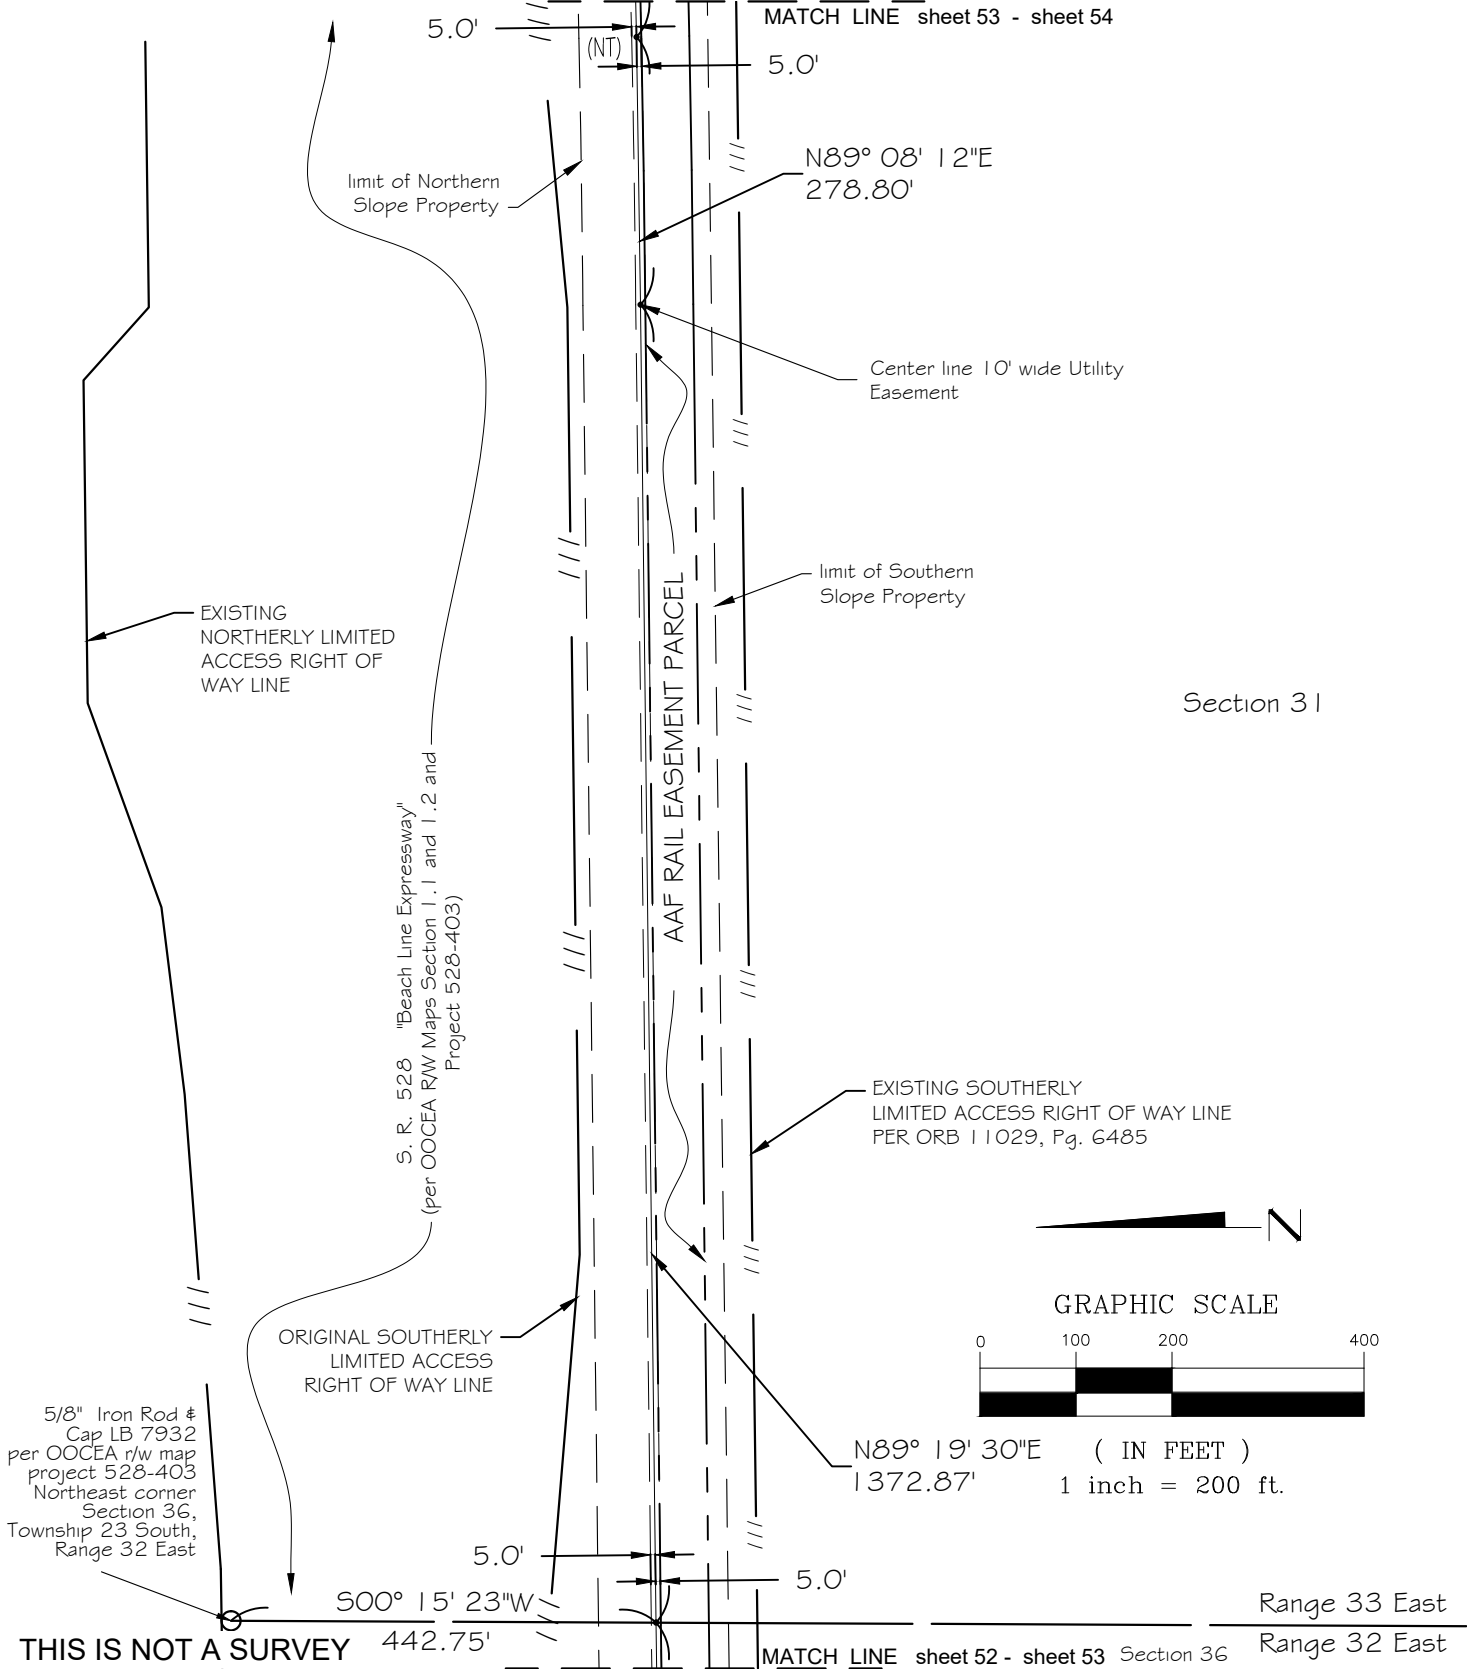 MATCH LINE sheet 53 - sheet 54
5.0'
(NT)
5.0'
N89° 08' 12"E
278.80'
limit of Northern
Slope Property
Center line 10' wide Utility
Easement
limit of Southern
Slope Property
EXISTING
NORTHERLY LIMITED
ACCESS RIGHT OF
WAY LINE
AAF RAIL EASEMENT PARCEL
Section 31
S. R. 528 "Beach Line Expressway"
(per OOCEA R/W Maps Section 1.1 and 1.2 and
Project 528-403)
EXISTING SOUTHERLY
LIMITED ACCESS RIGHT OF WAY LINE
PER ORB 11029, Pg. 6485
N
GRAPHIC SCALE
0 100 200 400
( IN FEET )
1 inch = 200 ft.
ORIGINAL SOUTHERLY
LIMITED ACCESS
RIGHT OF WAY LINE
N89° 19' 30"E
1372.87'
5/8" Iron Rod &
Cap LB 7932
per OOCEA r/w map
project 528-403
Northeast corner
Section 36,
Township 23 South,
Range 32 East
5.0'
5.0'
S00° 15' 23"W
442.75'
Range 33 East
Range 32 East
THIS IS NOT A SURVEY
MATCH LINE sheet 52 - sheet 53 Section 36